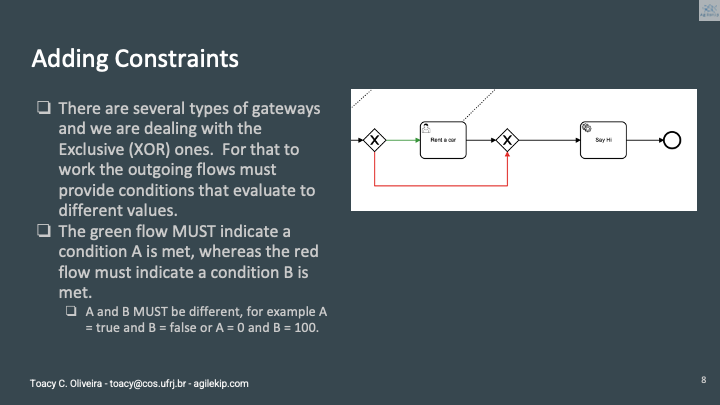 agilekip
Adding Constraints
❑ There are several types of gateways
and we are dealing with the
Exclusive (XOR) ones. For that to
work the outgoing flows must
provide conditions that evaluate to
different values.
❑ The green flow MUST indicate a
condition A is met, whereas the red
flow must indicate a condition B is
met.
❑ A and B MUST be different, for example A
= true and B = false or A = 0 and B = 100.
X Rent a car X Say Hi
Toacy C. Oliveira - toacy@cos.ufrj.br - agilekip.com
8